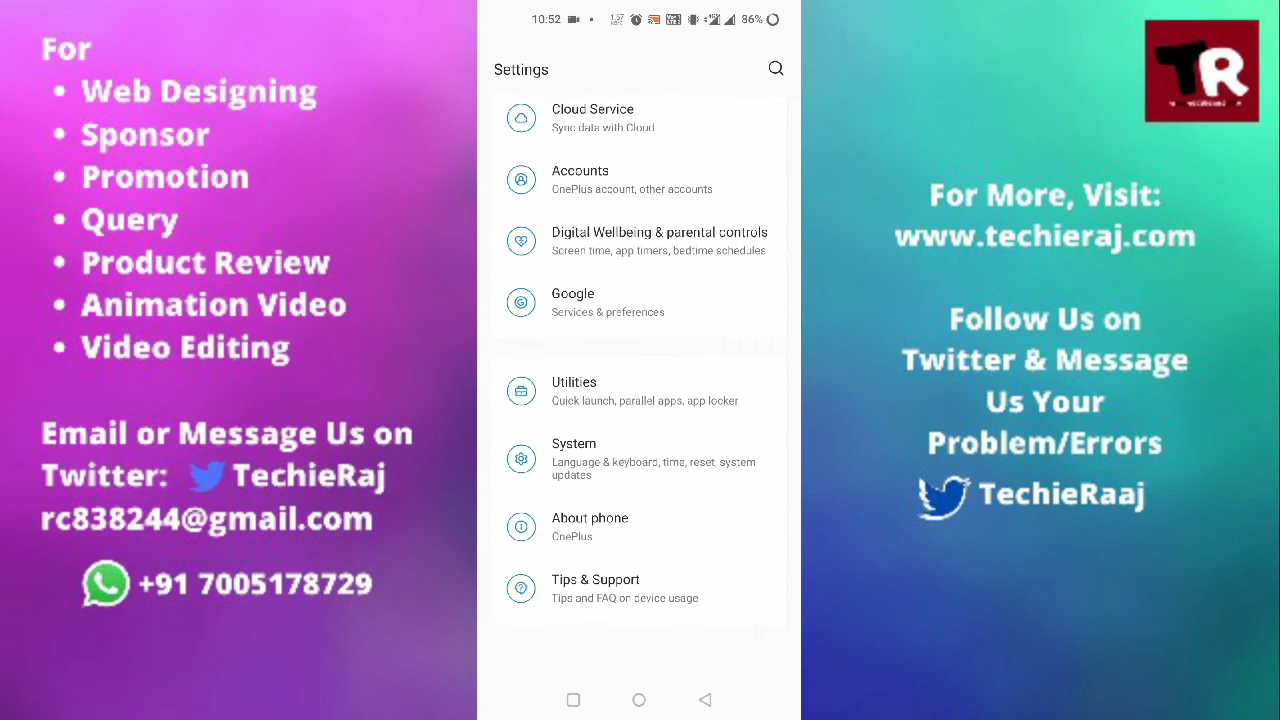 For
• Web Designing
• Sponsor
• Promotion
• Query
• Product Review
• Animation Video
• Video Editing
Email or Message Us on
Twitter: TechieRaj
rc838244@gmail.com
+91 7005178729
10:52
86%
Settings
Cloud Service
Sync data with Cloud
Accounts
OnePlus account, other accounts
Digital Wellbeing & parental controls
Screen time, app timers, bedtime schedules
Google
Services & preferences
Utilities
Quick launch, parallel apps, app locker
System
Language & keyboard, time, reset, system
updates
About phone
OnePlus
Tips & Support
Tips and FAQ on device usage
TR
For More, Visit:
www.techieraj.com
Follow Us on
Twitter & Message
Us Your
Problem/Errors
TechieRaaj